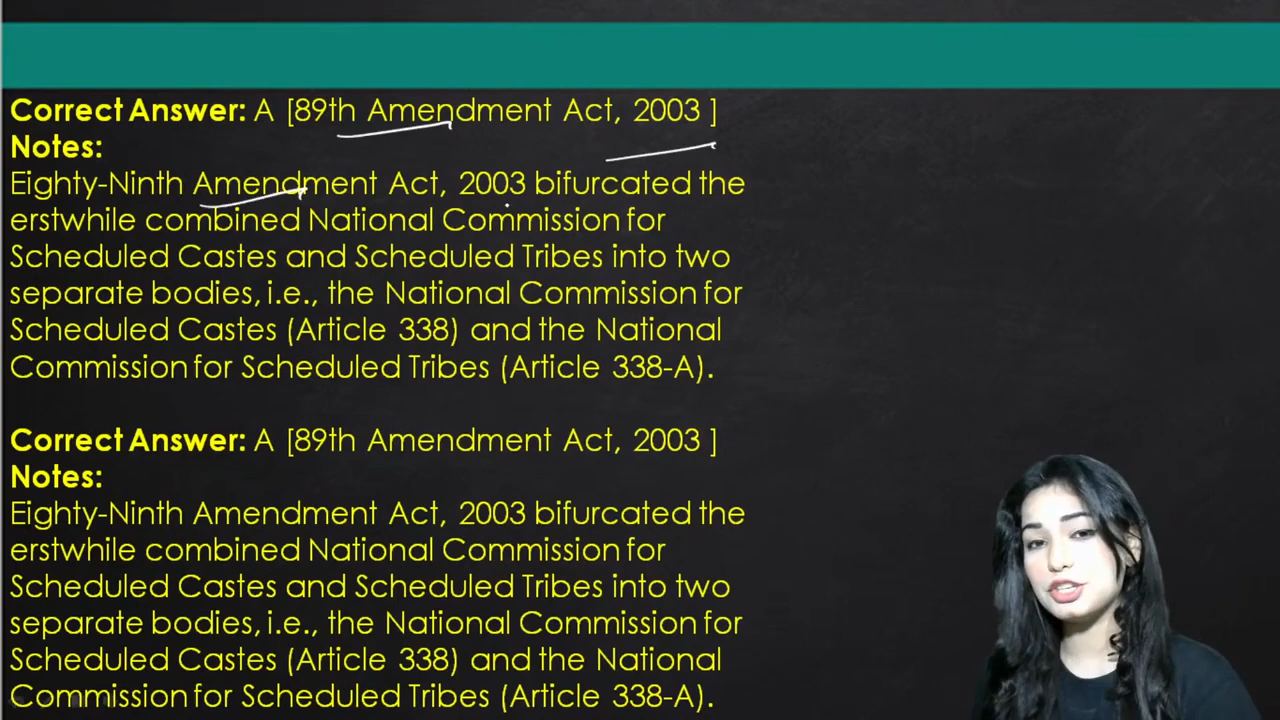 Correct Answer: A [89th Amendment Act, 2003 ]
Notes:
Eighty-Ninth Amendment Act, 2003 bifurcated the
erstwhile combined National Commission for
Scheduled Castes and Scheduled Tribes into two
separate bodies, i.e., the National Commission for
Scheduled Castes (Article 338) and the National
Commission for Scheduled Tribes (Article 338-A).
Correct Answer: A [89th Amendment Act, 2003 ]
Notes:
Eighty-Ninth Amendment Act, 2003 bifurcated the
erstwhile combined National Commission for
Scheduled Castes and Scheduled Tribes into two
separate bodies, i.e., the National Commission for
Scheduled Castes (Article 338) and the National
Commission for Scheduled Tribes (Article 338-A).